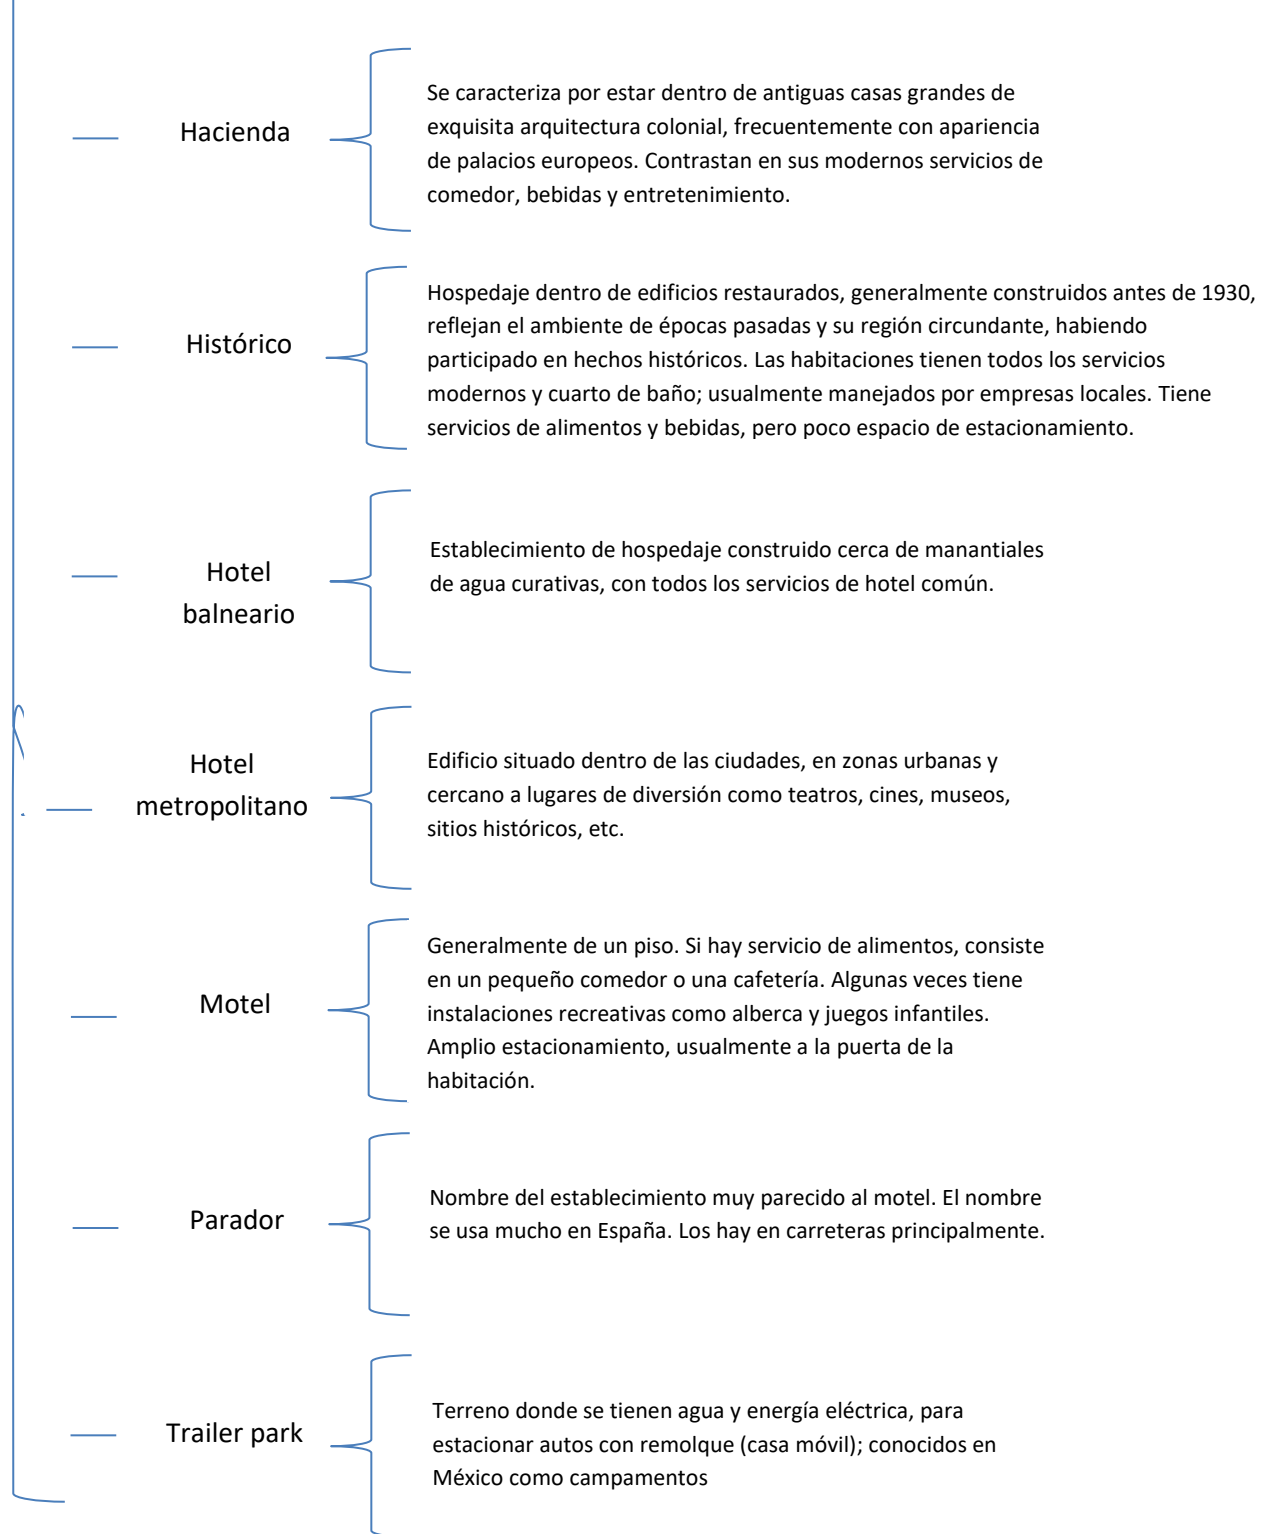 Hacienda
Se caracteriza por estar dentro de antiguas casas grandes de
exquisita arquitectura colonial, frecuentemente con apariencia
de palacios europeos. Contrastan en sus modernos servicios de
comedor, bebidas y entretenimiento.
Histórico
Hospedaje dentro de edificios restaurados, generalmente construidos antes de 1930,
reflejan el ambiente de épocas pasadas y su región circundante, habiendo
participado en hechos históricos. Las habitaciones tienen todos los servicios
modernos y cuarto de baño; usualmente manejados por empresas locales. Tiene
servicios de alimentos y bebidas, pero poco espacio de estacionamiento.
Hotel
balneario
Establecimiento de hospedaje construido cerca de manantiales
de agua curativas, con todos los servicios de hotel común.
Hotel
metropolitano
Edificio situado dentro de las ciudades, en zonas urbanas y
cercano a lugares de diversión como teatros, cines, museos,
sitios históricos, etc.
Motel
Generalmente de un piso. Si hay servicio de alimentos, consiste
en un pequeño comedor o una cafetería. Algunas veces tiene
instalaciones recreativas como alberca y juegos infantiles.
Amplio estacionamiento, usualmente a la puerta de la
habitación.
Parador
Nombre del establecimiento muy parecido al motel. El nombre
se usa mucho en España. Los hay en carreteras principalmente.
Trailer park
Terreno donde se tienen agua y energía eléctrica, para
estacionar autos con remolque (casa móvil); conocidos en
México como campamentos